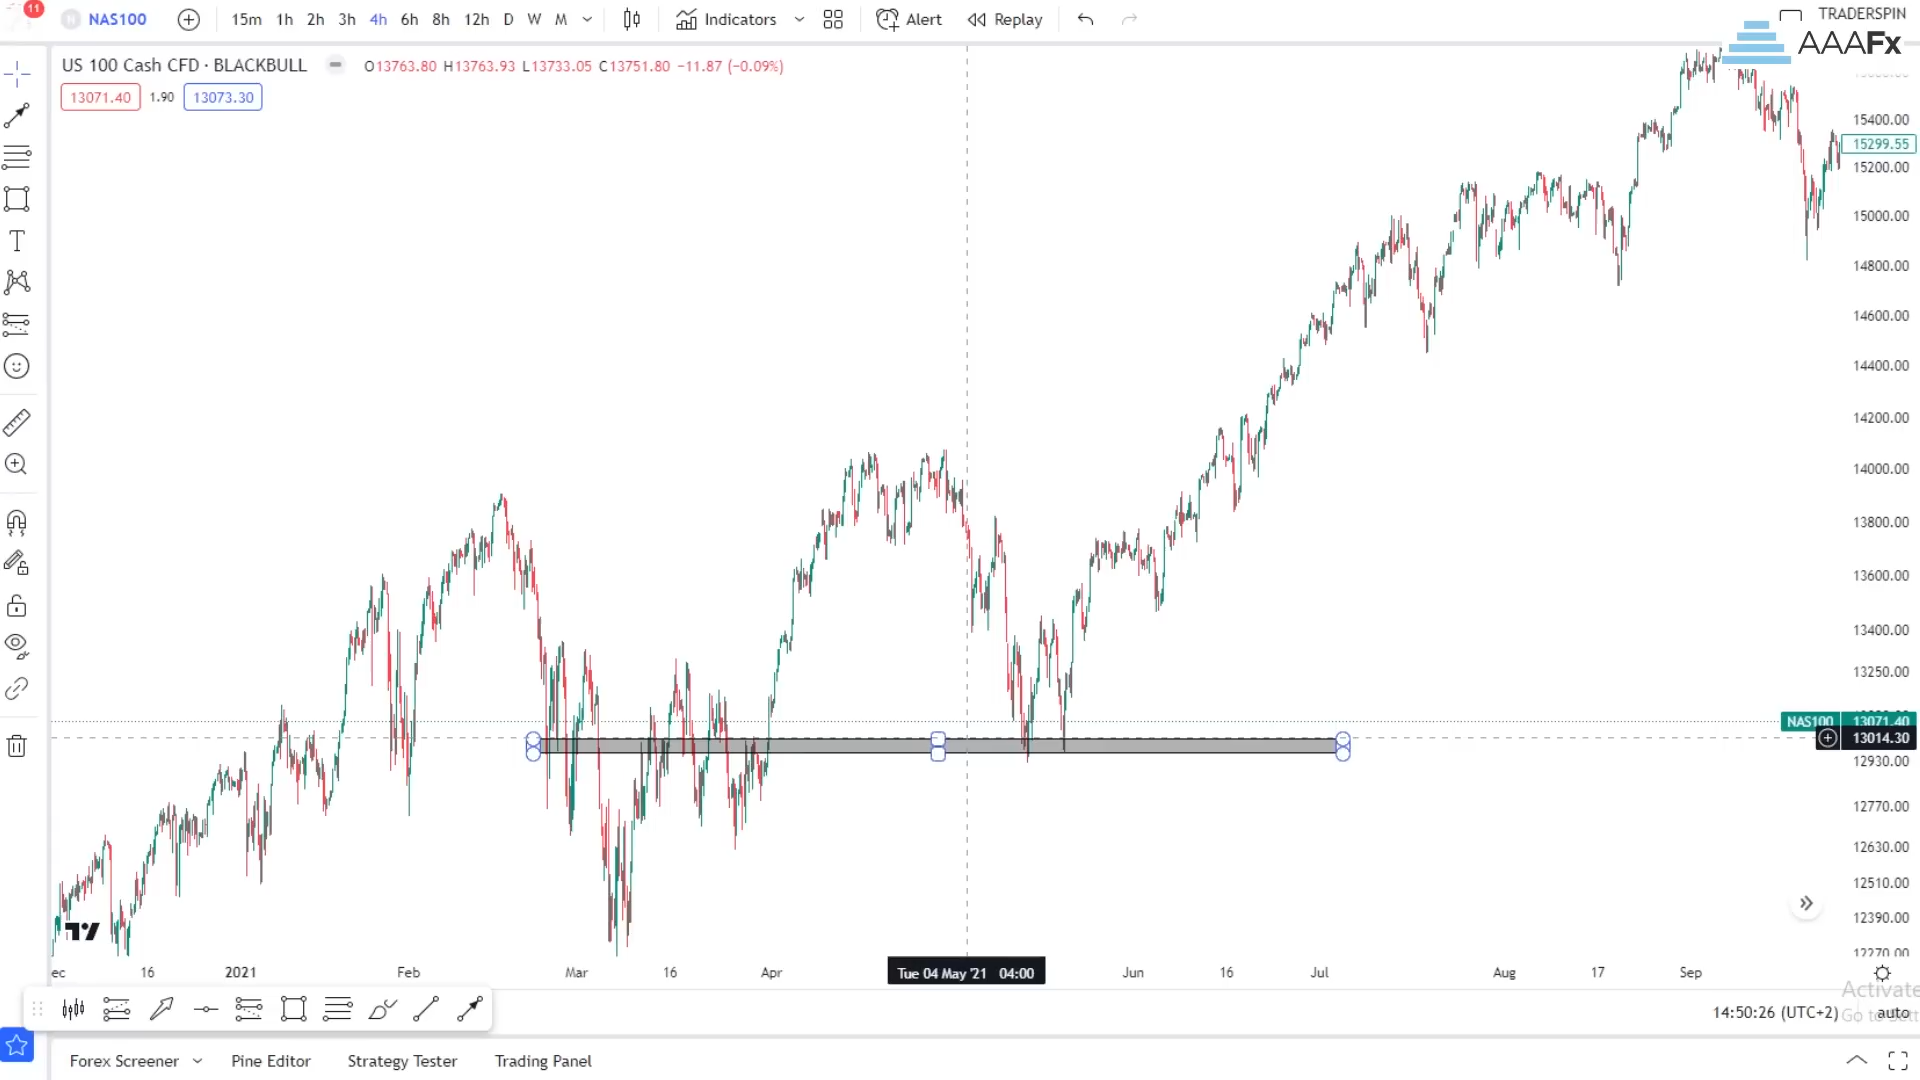 11
NAS100 15m 1h 2h 3h 4h 6h 8h 12h D W M Indicators Alert Replay
TRADERSPIN
AAAFx
US 100 Cash CFD · BLACKBULL O13763.80 H13763.93 L13733.05 C13751.80 −11.87 (−0.09%)
13071.40 1.90 13073.30
15400.00
15299.55
15200.00
15000.00
14800.00
14600.00
14400.00
14200.00
14000.00
13800.00
13600.00
13400.00
13250.00
NAS100 13071.40
13014.30
12930.00
12770.00
12630.00
12510.00
12390.00
12270.00
ec 16 2021 Feb Mar 16 Apr Tue 04 May '21 04:00 Jun 16 Jul Aug 17 Sep
Activate
14:50:26 (UTC+2) Go to auto
Forex Screener Pine Editor Strategy Tester Trading Panel